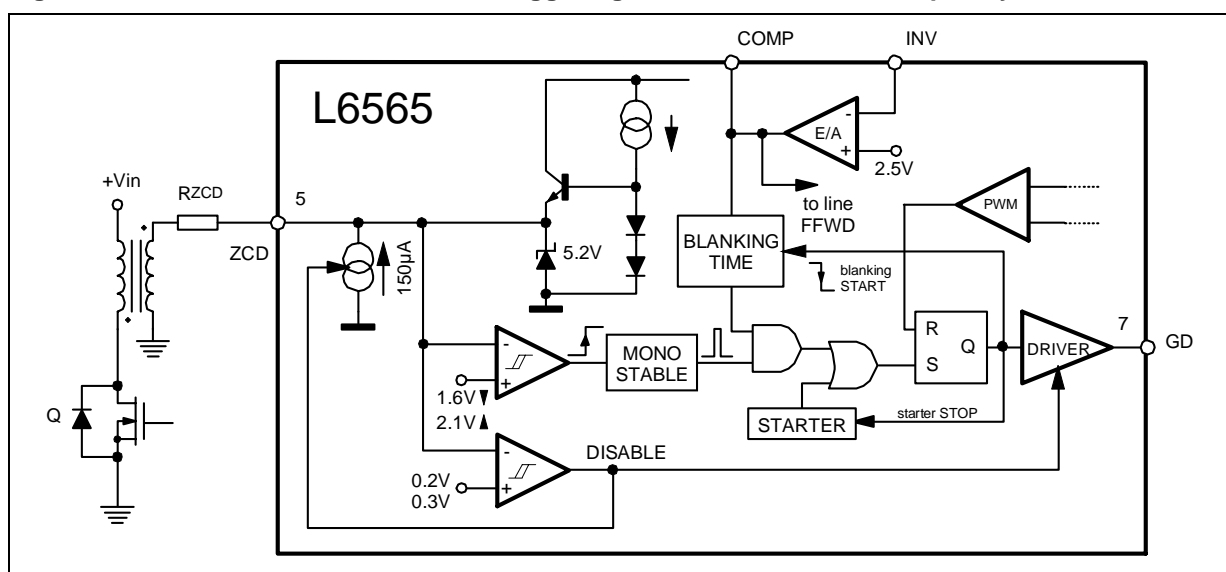 COMP
INV
L6565
E/A
-
+
2.5V
+Vin
RZCD
5
ZCD
to line
FFWD
PWM
5.2V
150µA
BLANKING
TIME
blanking
START
7
R
S
Q
DRIVER
GD
-
+
MONO
STABLE
1.6V
2.1V
Q
STARTER
starter STOP
DISABLE
-
+
0.2V
0.3V